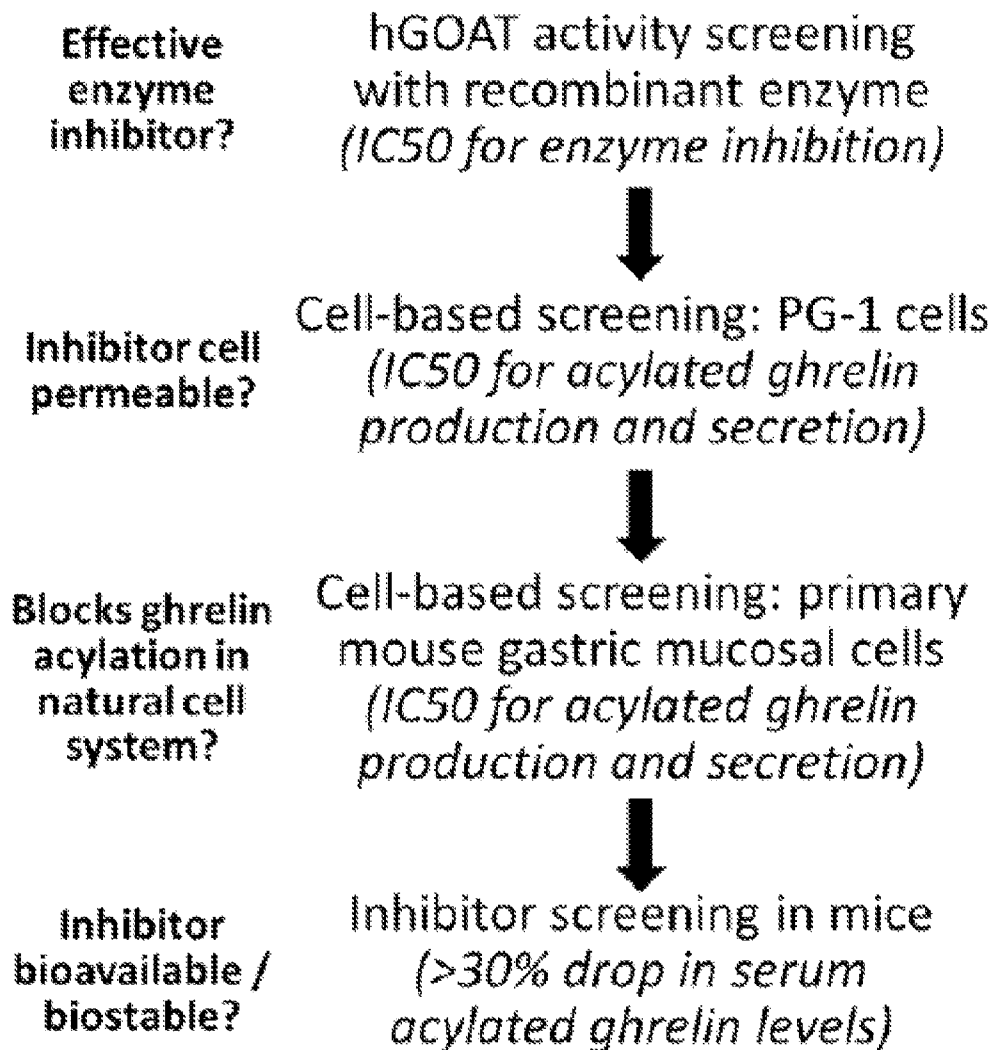 Effective
enzyme
inhibitor?
hGOAT activity screening
with recombinant enzyme
(IC50 for enzyme inhibition)
Inhibitor cell
permeable?
Cell-based screening: PG-1 cells
(IC50 for acylated ghrelin
production and secretion)
Blocks ghrelin
acylation in
natural cell
system?
Cell-based screening: primary
mouse gastric mucosal cells
(IC50 for acylated ghrelin
production and secretion)
Inhibitor
bioavailable /
biostable?
Inhibitor screening in mice
(>30% drop in serum
acylated ghrelin levels)